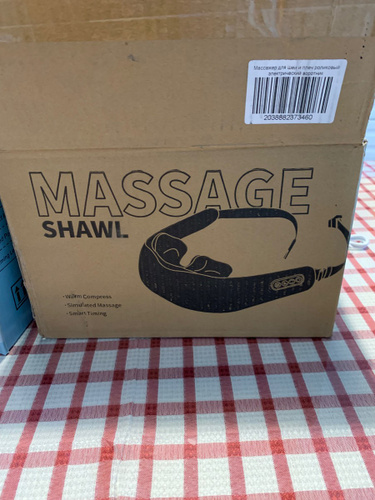 Массажер для шеи и плеч роликовый
электрический воротник
2038882373460
MASSAGE
SHAWL
· Warm Compress
· Simulated Massage
· Smart Timing